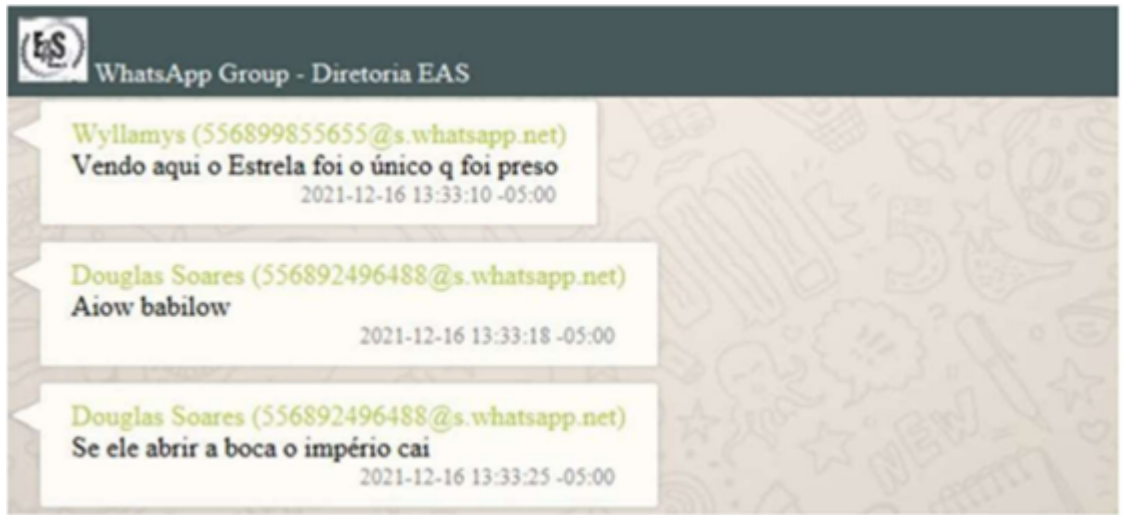 EAS
WhatsApp Group - Diretoria EAS
Wyllamys (556899855655@s.whatsapp.net)
Vendo aqui o Estrela foi o único q foi preso
2021-12-16 13:33:10 -05:00
Douglas Soares (556892496488@s.whatsapp.net)
Aiow babilow
2021-12-16 13:33:18 -05:00
Douglas Soares (556892496488@s.whatsapp.net)
Se ele abrir a boca o império cai
2021-12-16 13:33:25 -05:00
NEW